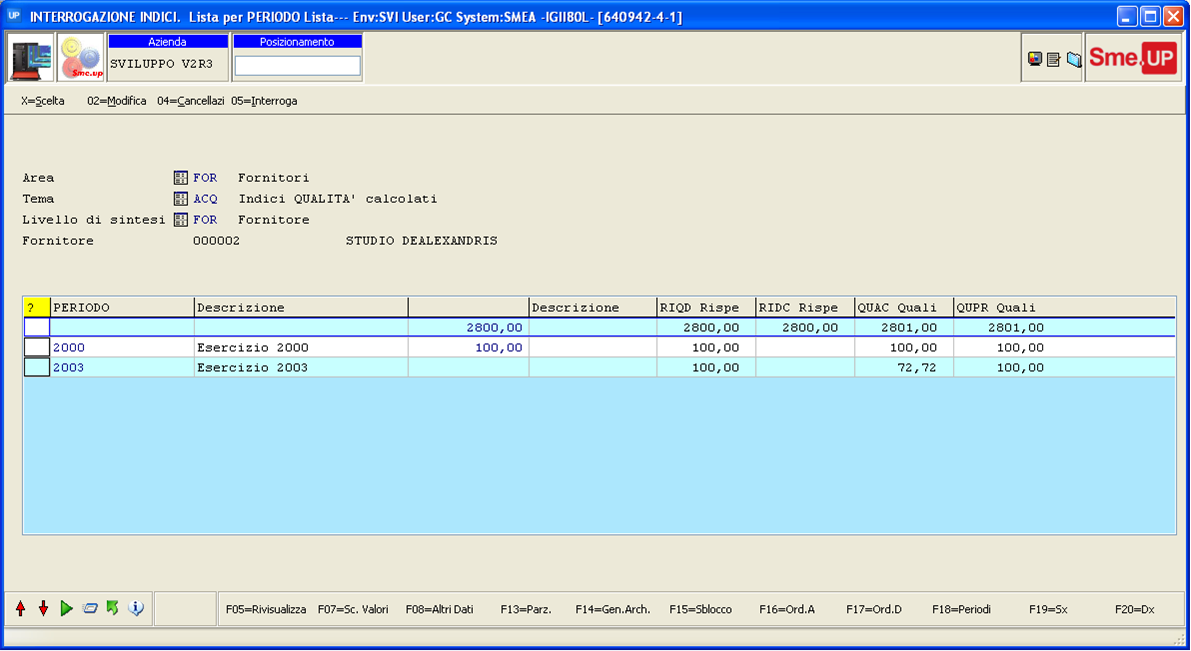 UP INTERROGAZIONE INDICI. Lista per PERIODO Lista--- Env:SVI User:GC System:SMEA -IGII80L- [640942-4-1]
Azienda Posizionamento
SVILUPPO V2R3
Sme.up
Sme.UP
X=Scelta 02=Modifica 04=Cancellazi 05=Interroga
Area FOR Fornitori
Tema ACQ Indici QUALITA' calcolati
Livello di sintesi FOR Fornitore
Fornitore 000002 STUDIO DEALEXANDRIS
? PERIODO Descrizione Descrizione RIQD Rispe RIDC Rispe QUAC Quali QUPR Quali
2800,00 2800,00 2800,00 2801,00 2801,00
2000 Esercizio 2000 100,00 100,00 100,00 100,00
2003 Esercizio 2003 100,00 72,72 100,00
F05=Rivisualizza F07=Sc. Valori F08=Altri Dati F13=Parz. F14=Gen.Arch. F15=Sblocco F16=Ord.A F17=Ord.D F18=Periodi F19=Sx F20=Dx